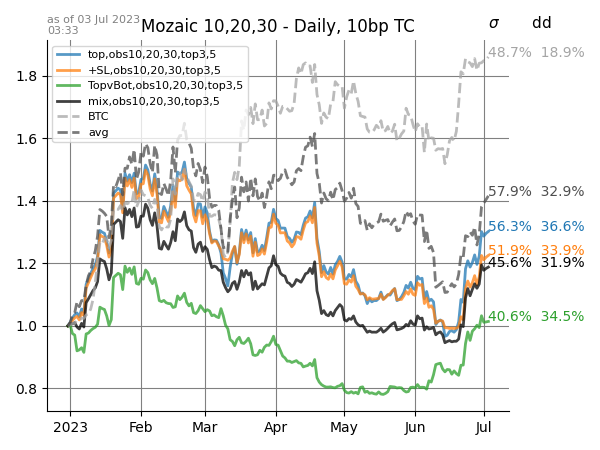 as of 03 Jul 2023
03:33
Mozaic 10,20,30 - Daily, 10bp TC
σ dd
top,obs10,20,30,top3,5
+SL,obs10,20,30,top3,5
TopvBot,obs10,20,30,top3,5
mix,obs10,20,30,top3,5
BTC
avg
48.7% 18.9%
57.9% 32.9%
56.3% 36.6%
51.9% 33.9%
45.6% 31.9%
40.6% 34.5%
1.8
1.6
1.4
1.2
1.0
0.8
2023 Feb Mar Apr May Jun Jul